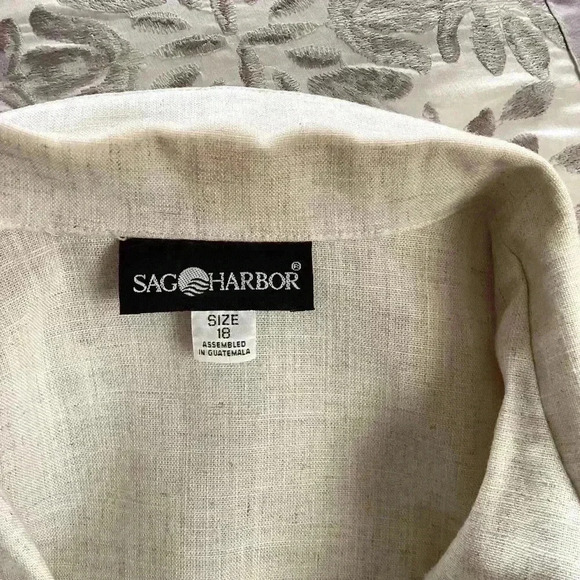 SAG HARBOR®
SIZE
18
ASSEMBLED
IN GUATEMALA